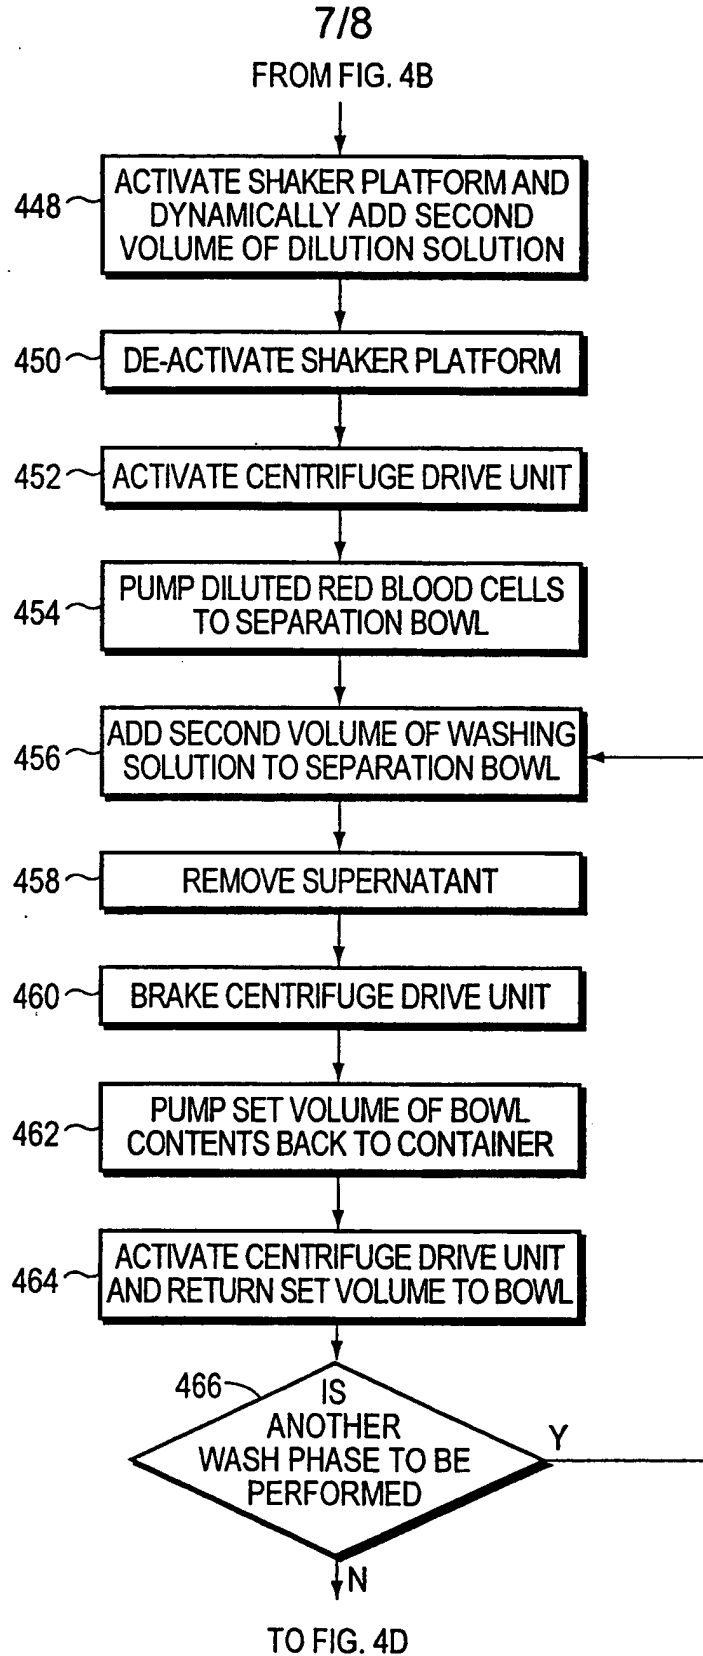 7/8
FROM FIG. 4B
448
ACTIVATE SHAKER PLATFORM AND
DYNAMICALLY ADD SECOND
VOLUME OF DILUTION SOLUTION
450
DE-ACTIVATE SHAKER PLATFORM
452
ACTIVATE CENTRIFUGE DRIVE UNIT
454
PUMP DILUTED RED BLOOD CELLS
TO SEPARATION BOWL
456
ADD SECOND VOLUME OF WASHING
SOLUTION TO SEPARATION BOWL
458
REMOVE SUPERNATANT
460
BRAKE CENTRIFUGE DRIVE UNIT
462
PUMP SET VOLUME OF BOWL
CONTENTS BACK TO CONTAINER
464
ACTIVATE CENTRIFUGE DRIVE UNIT
AND RETURN SET VOLUME TO BOWL
466
IS
ANOTHER
WASH PHASE TO BE
PERFORMED
Y
N
TO FIG. 4D